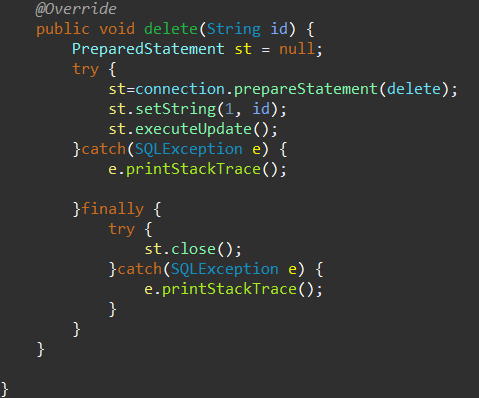 @Override
public void delete(String id) {
PreparedStatement st = null;
try {
st=connection.prepareStatement(delete);
st.setString(1, id);
st.executeUpdate();
}catch(SQLException e) {
e.printStackTrace();
}finally {
try {
st.close();
}catch(SQLException e) {
e.printStackTrace();
}
}
}
}